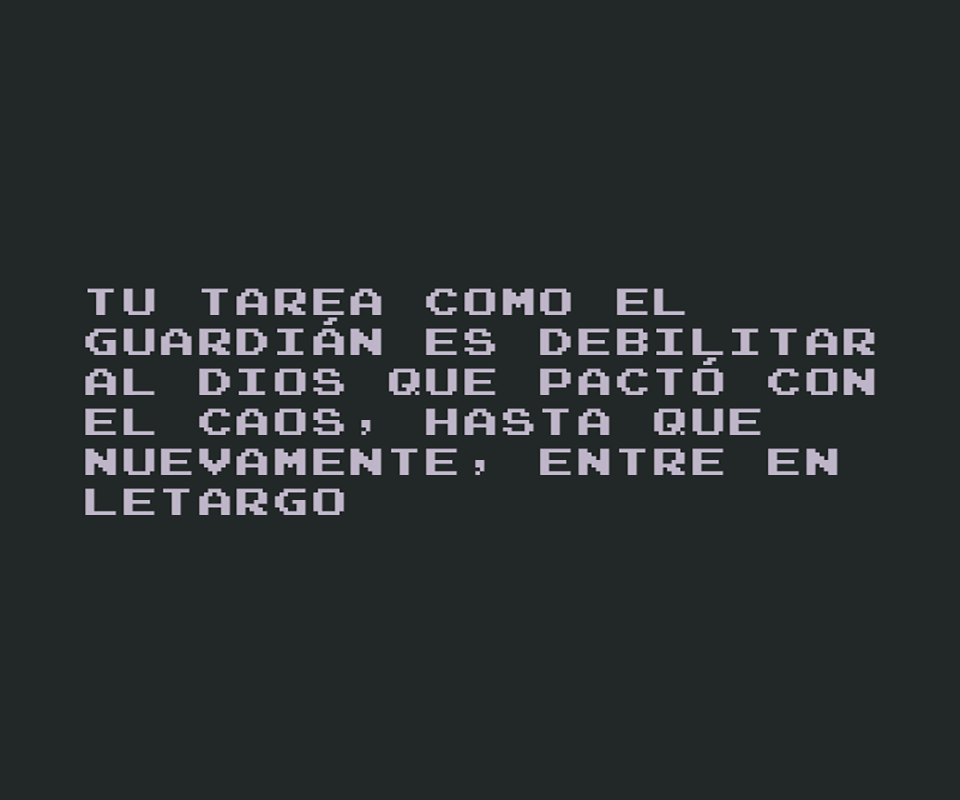 TU TAREA COMO EL
GUARDIÁN ES DEBILITAR
AL DIOS QUE PACTÓ CON
EL CAOS, HASTA QUE
NUEVAMENTE, ENTRE EN
LETARGO